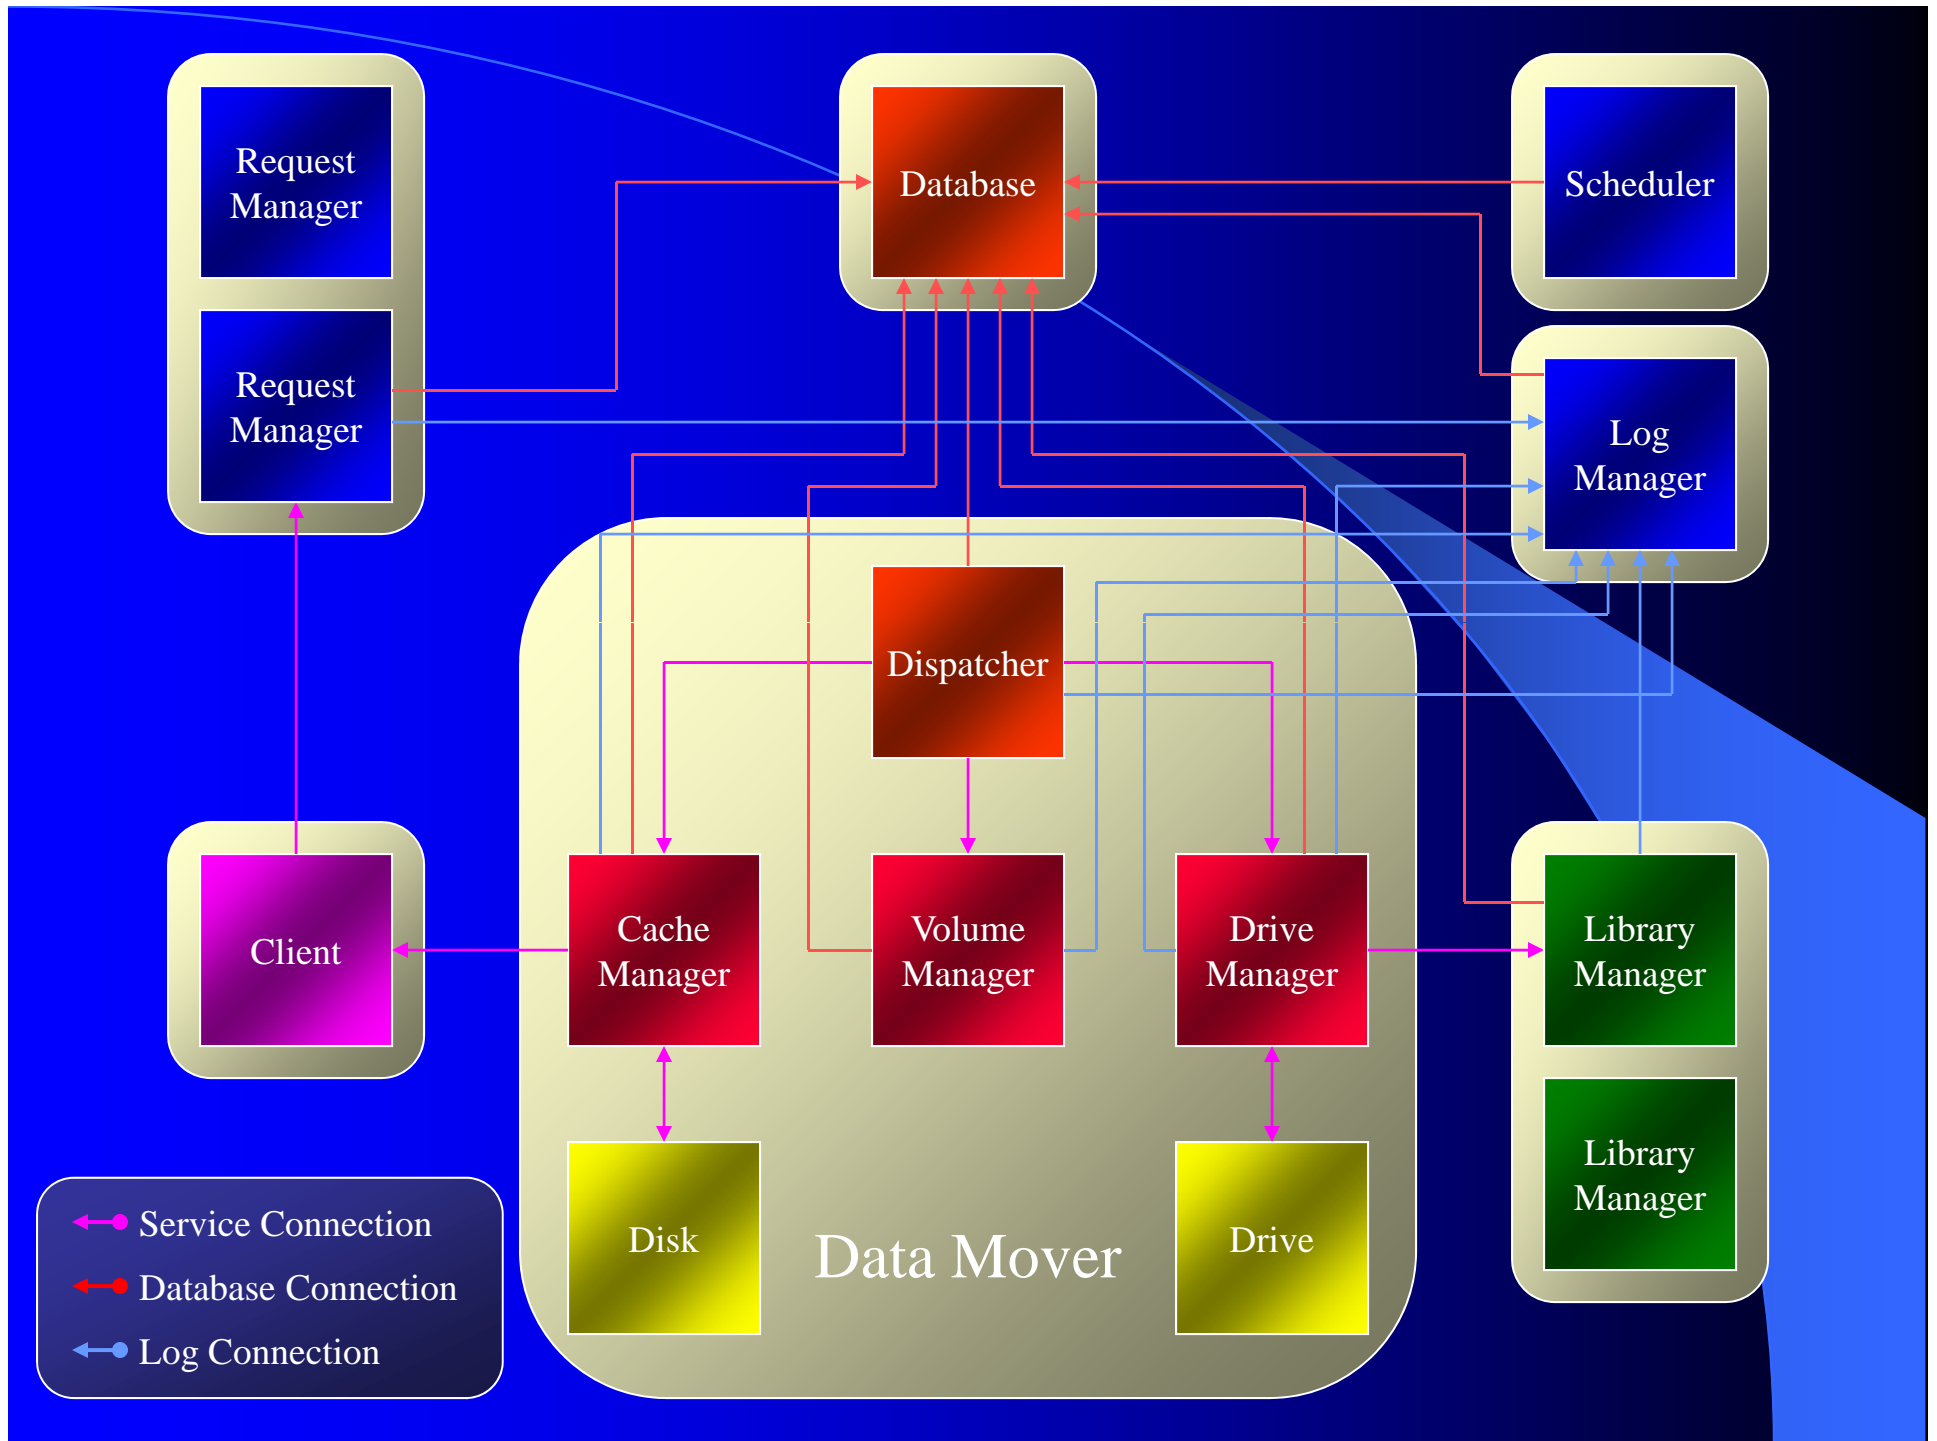 Request
Manager
Database
Scheduler
Request
Manager
Log
Manager
Dispatcher
Client
Cache
Manager
Volume
Manager
Drive
Manager
Library
Manager
Library
Manager
Disk
Data Mover
Drive
Service Connection
Database Connection
Log Connection